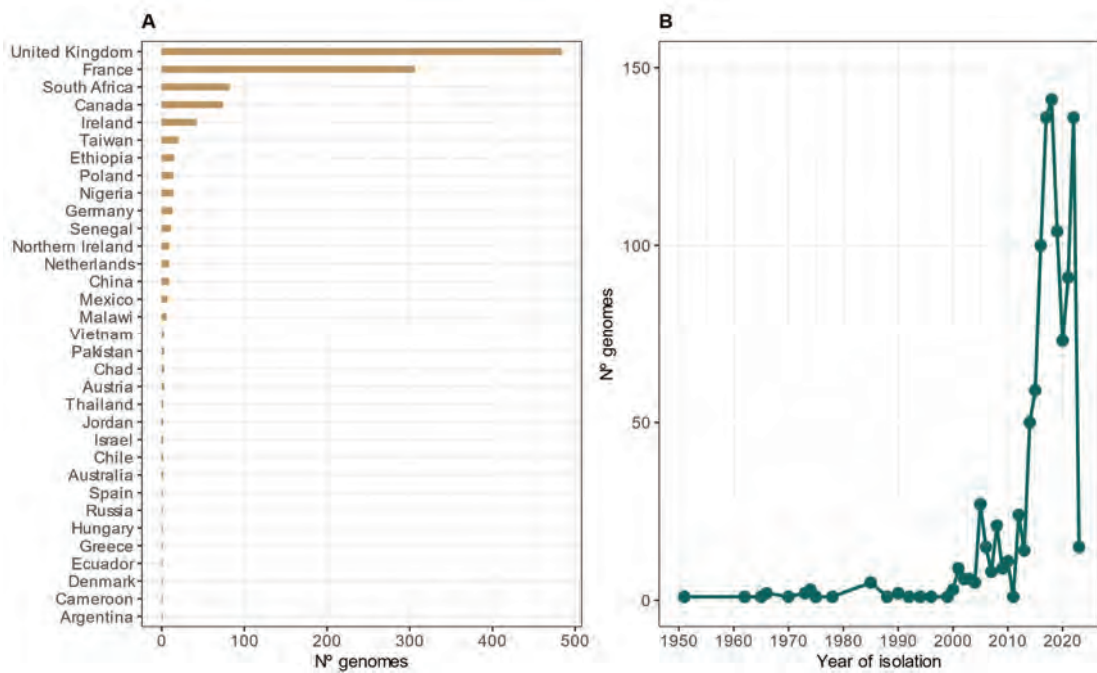 A
United Kingdom
France
South Africa
Canada
Ireland
Taiwan
Ethiopia
Poland
Nigeria
Germany
Senegal
Northern Ireland
Netherlands
China
Mexico
Malawi
Vietnam
Pakistan
Chad
Austria
Thailand
Jordan
Israel
Chile
Australia
Spain
Russia
Hungary
Greece
Ecuador
Denmark
Cameroon
Argentina
0 100 200 300 400 500
Nº genomes
B
Nº genomes
150
100
50
0
1950 1960 1970 1980 1990 2000 2010 2020
Year of isolation